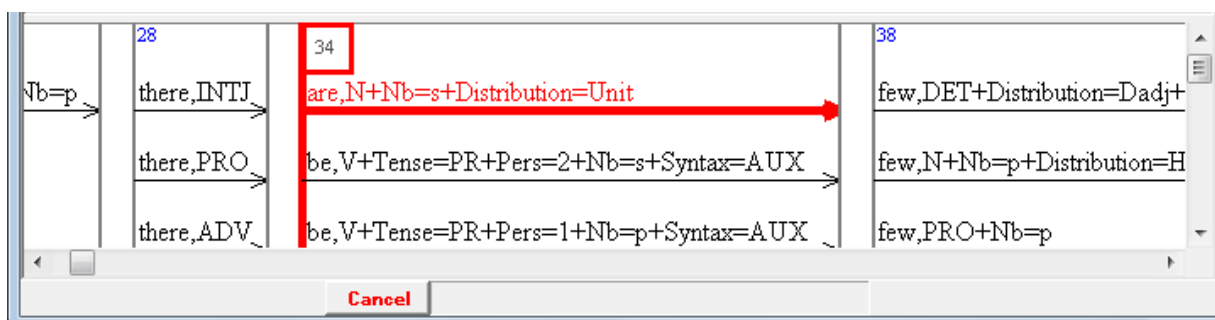 28
34
38
Nb=p
there,INTJ
are,N+Nb=s+Distribution=Unit
few,DET+Distribution=Dadj+
there,PRO
be,V+Tense=PR+Pers=2+Nb=s+Syntax=AUX
few,N+Nb=p+Distribution=H
there,ADV
be,V+Tense=PR+Pers=1+Nb=p+Syntax=AUX
few,PRO+Nb=p
Cancel